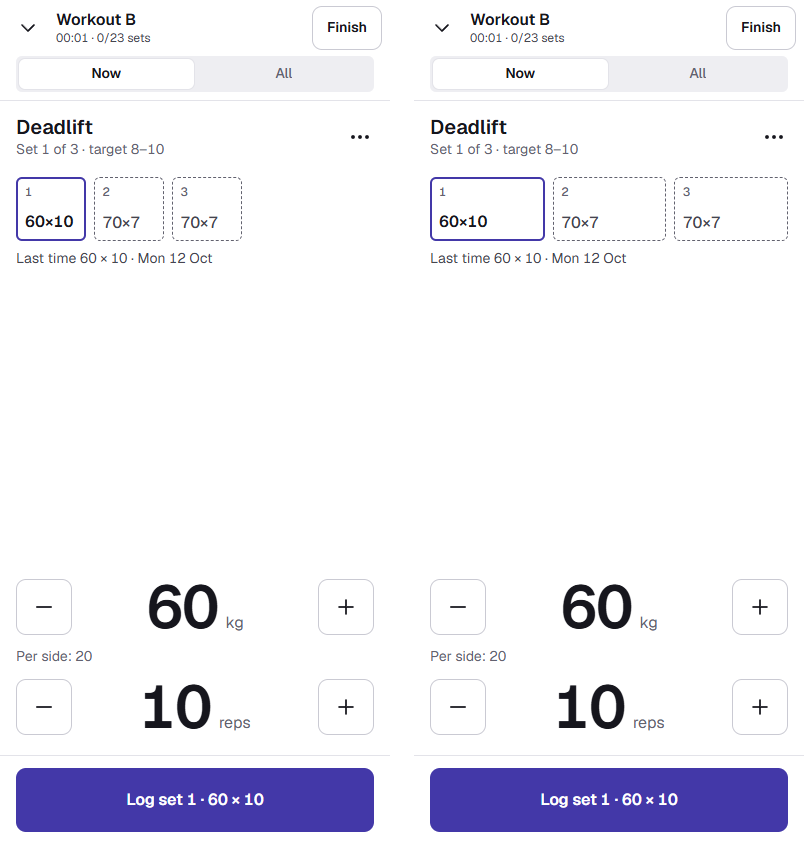 Workout B
00:01 · 0/23 sets
Finish
Now
All
Deadlift
Set 1 of 3 · target 8–10
1
2
3
60×10
70×7
70×7
Last time 60 × 10 · Mon 12 Oct
60 kg
Per side: 20
10 reps
Log set 1 · 60 × 10
Workout B
00:01 · 0/23 sets
Finish
Now
All
Deadlift
Set 1 of 3 · target 8–10
1
2
3
60×10
70×7
70×7
Last time 60 × 10 · Mon 12 Oct
60 kg
Per side: 20
10 reps
Log set 1 · 60 × 10